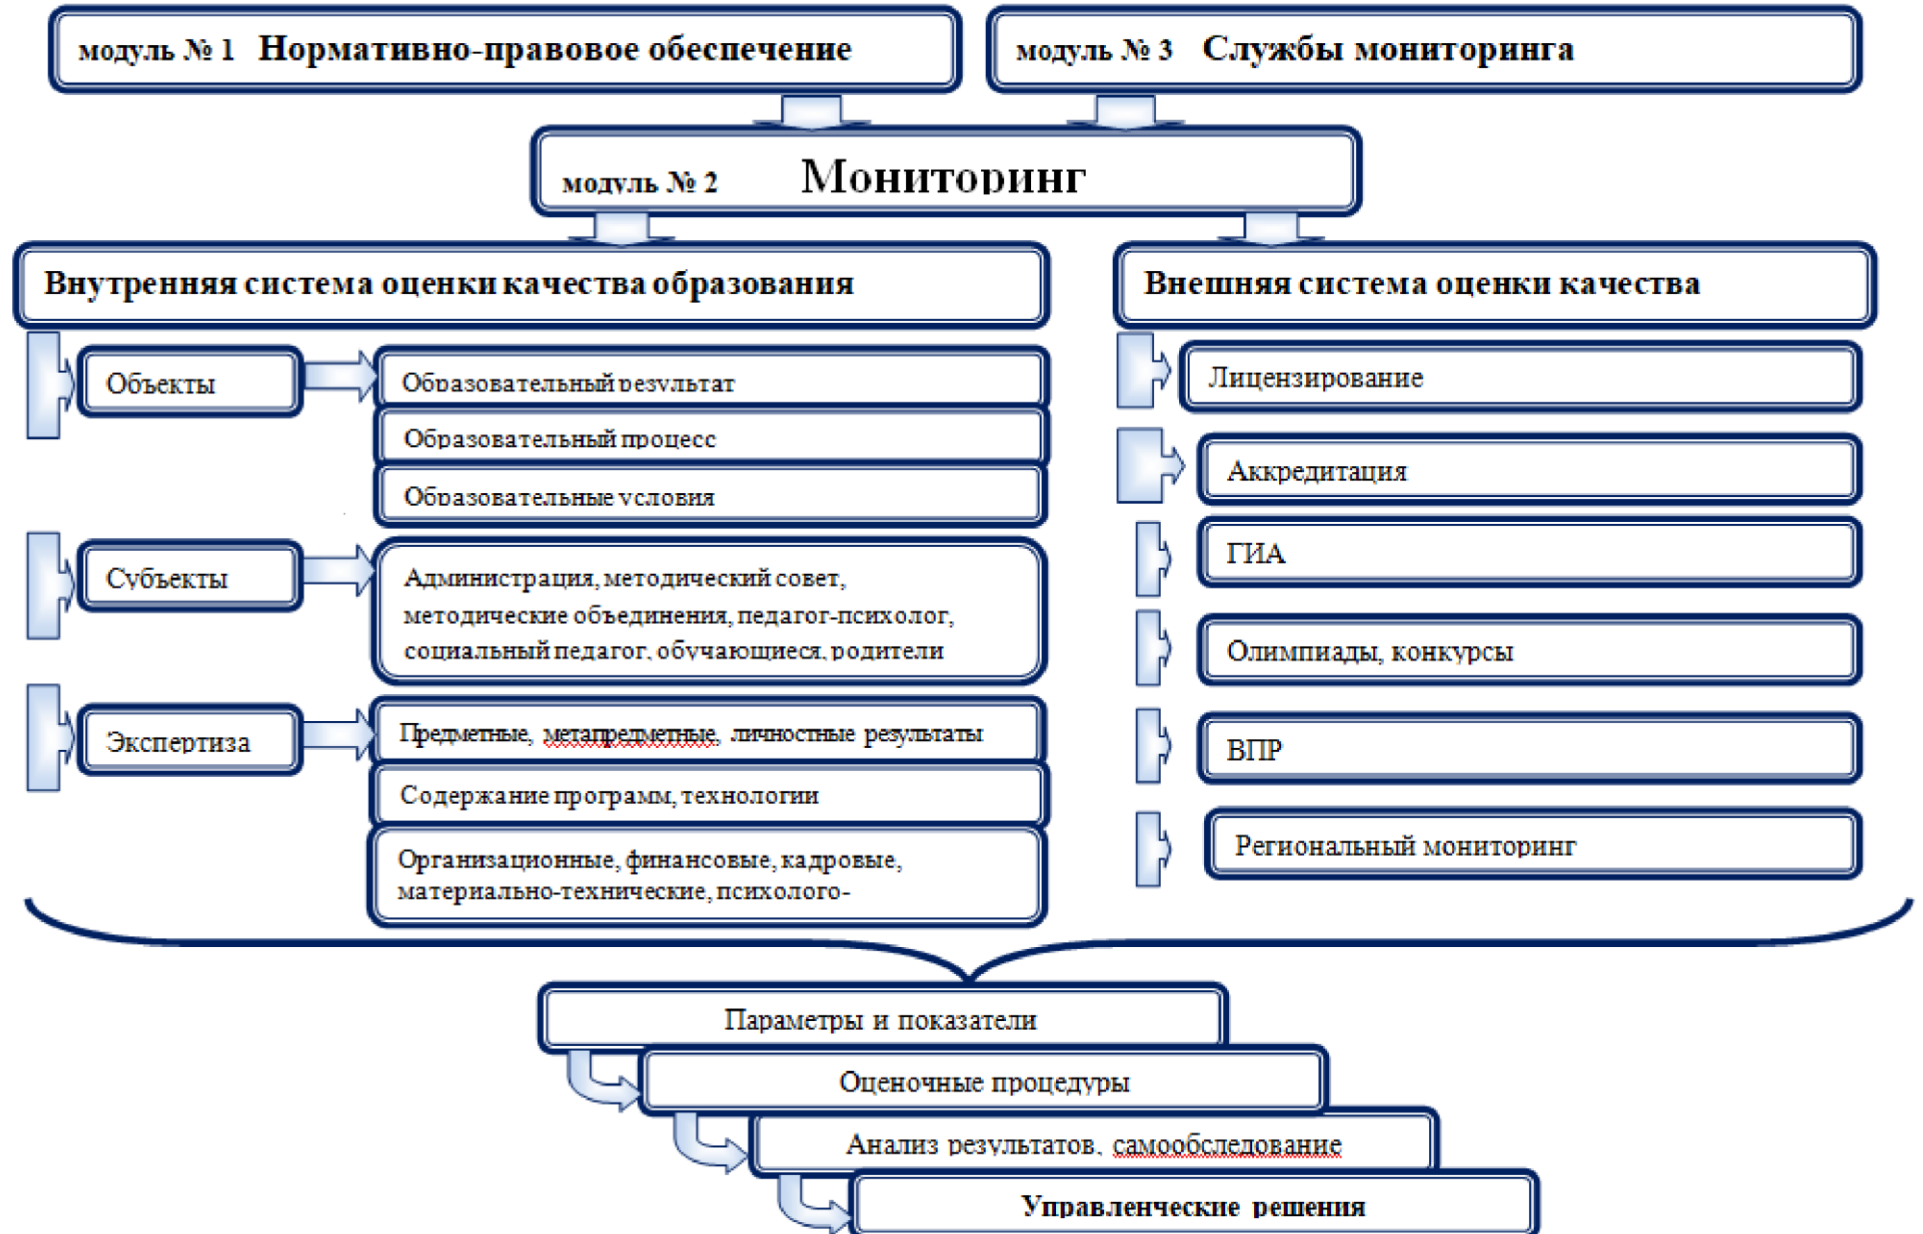 модуль № 1 Нормативно-правовое обеспечение
модуль № 3 Службы мониторинга
модуль № 2 Мониторинг
Внутренняя система оценки качества образования
Объекты
Образовательный результат
Образовательный процесс
Образовательные условия
Субъекты
Администрация, методический совет,
методические объединения, педагог-психолог,
социальный педагог, обучающиеся, родители
Экспертиза
Предметные, метапредметные, личностные результаты
Содержание программ, технологии
Организационные, финансовые, кадровые,
материально-технические, психолого-
Внешняя система оценки качества
Лицензирование
Аккредитация
ГИА
Олимпиады, конкурсы
ВПР
Региональный мониторинг
Параметры и показатели
Оценочные процедуры
Анализ результатов, самообследование
Управленческие решения